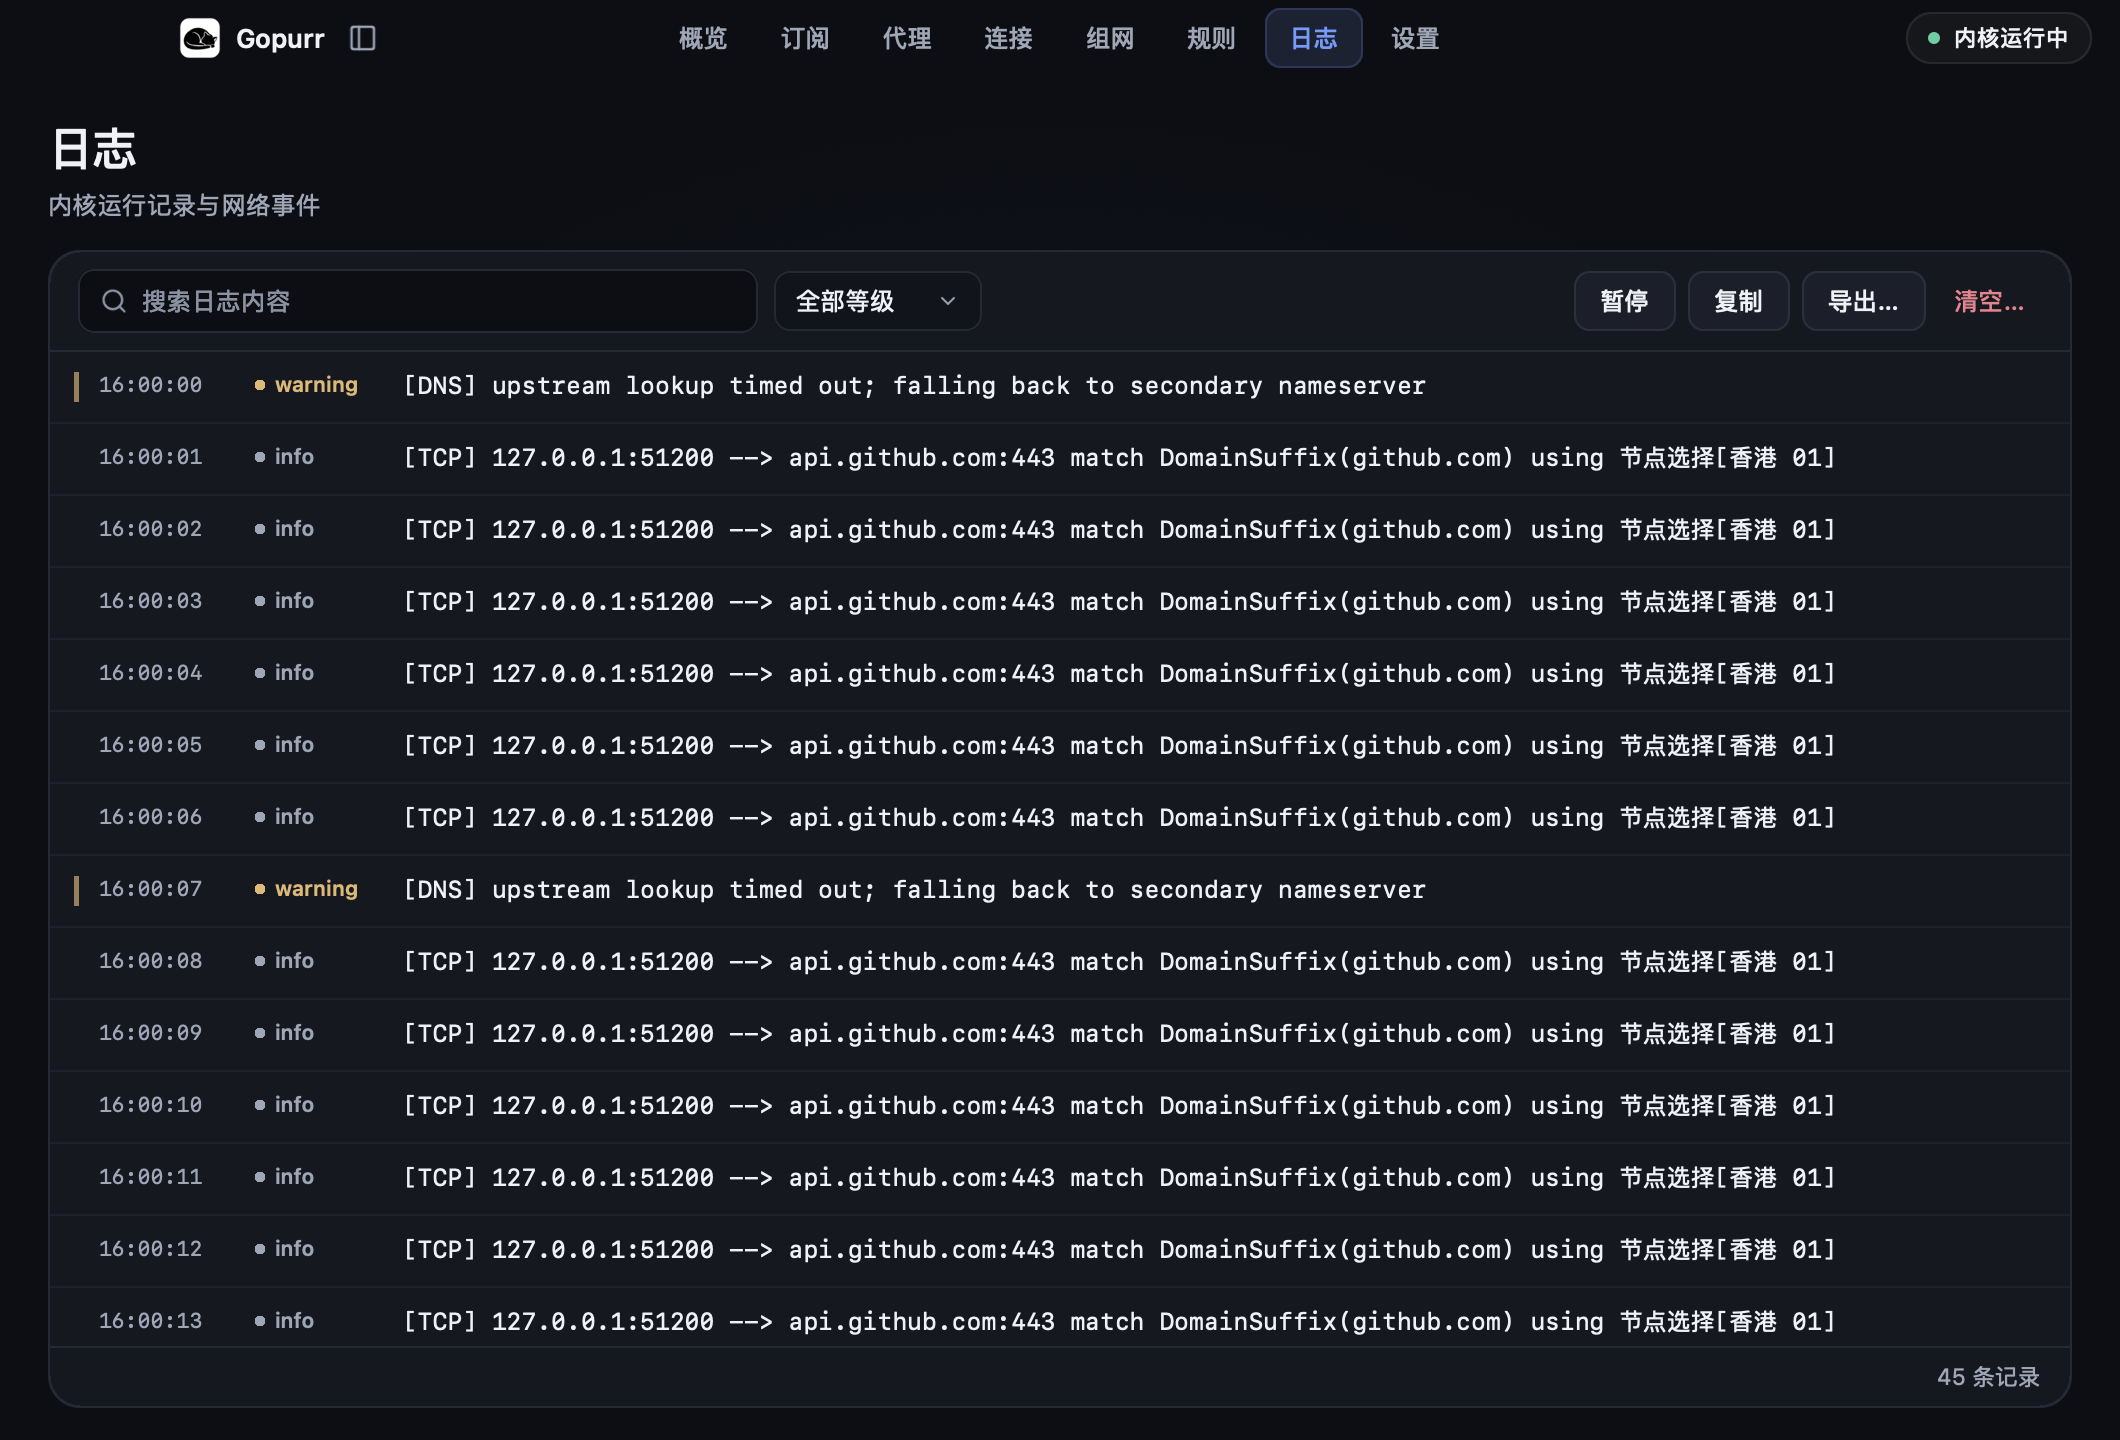 Gopurr 概览 订阅 代理 连接 组网 规则 日志 设置 内核运行中
日志
内核运行记录与网络事件
搜索日志内容 全部等级 暂停 复制 导出... 清空...
16:00:00 warning [DNS] upstream lookup timed out; falling back to secondary nameserver
16:00:01 info [TCP] 127.0.0.1:51200 --> api.github.com:443 match DomainSuffix(github.com) using 节点选择[香港 01]
16:00:02 info [TCP] 127.0.0.1:51200 --> api.github.com:443 match DomainSuffix(github.com) using 节点选择[香港 01]
16:00:03 info [TCP] 127.0.0.1:51200 --> api.github.com:443 match DomainSuffix(github.com) using 节点选择[香港 01]
16:00:04 info [TCP] 127.0.0.1:51200 --> api.github.com:443 match DomainSuffix(github.com) using 节点选择[香港 01]
16:00:05 info [TCP] 127.0.0.1:51200 --> api.github.com:443 match DomainSuffix(github.com) using 节点选择[香港 01]
16:00:06 info [TCP] 127.0.0.1:51200 --> api.github.com:443 match DomainSuffix(github.com) using 节点选择[香港 01]
16:00:07 warning [DNS] upstream lookup timed out; falling back to secondary nameserver
16:00:08 info [TCP] 127.0.0.1:51200 --> api.github.com:443 match DomainSuffix(github.com) using 节点选择[香港 01]
16:00:09 info [TCP] 127.0.0.1:51200 --> api.github.com:443 match DomainSuffix(github.com) using 节点选择[香港 01]
16:00:10 info [TCP] 127.0.0.1:51200 --> api.github.com:443 match DomainSuffix(github.com) using 节点选择[香港 01]
16:00:11 info [TCP] 127.0.0.1:51200 --> api.github.com:443 match DomainSuffix(github.com) using 节点选择[香港 01]
16:00:12 info [TCP] 127.0.0.1:51200 --> api.github.com:443 match DomainSuffix(github.com) using 节点选择[香港 01]
16:00:13 info [TCP] 127.0.0.1:51200 --> api.github.com:443 match DomainSuffix(github.com) using 节点选择[香港 01]
45 条记录